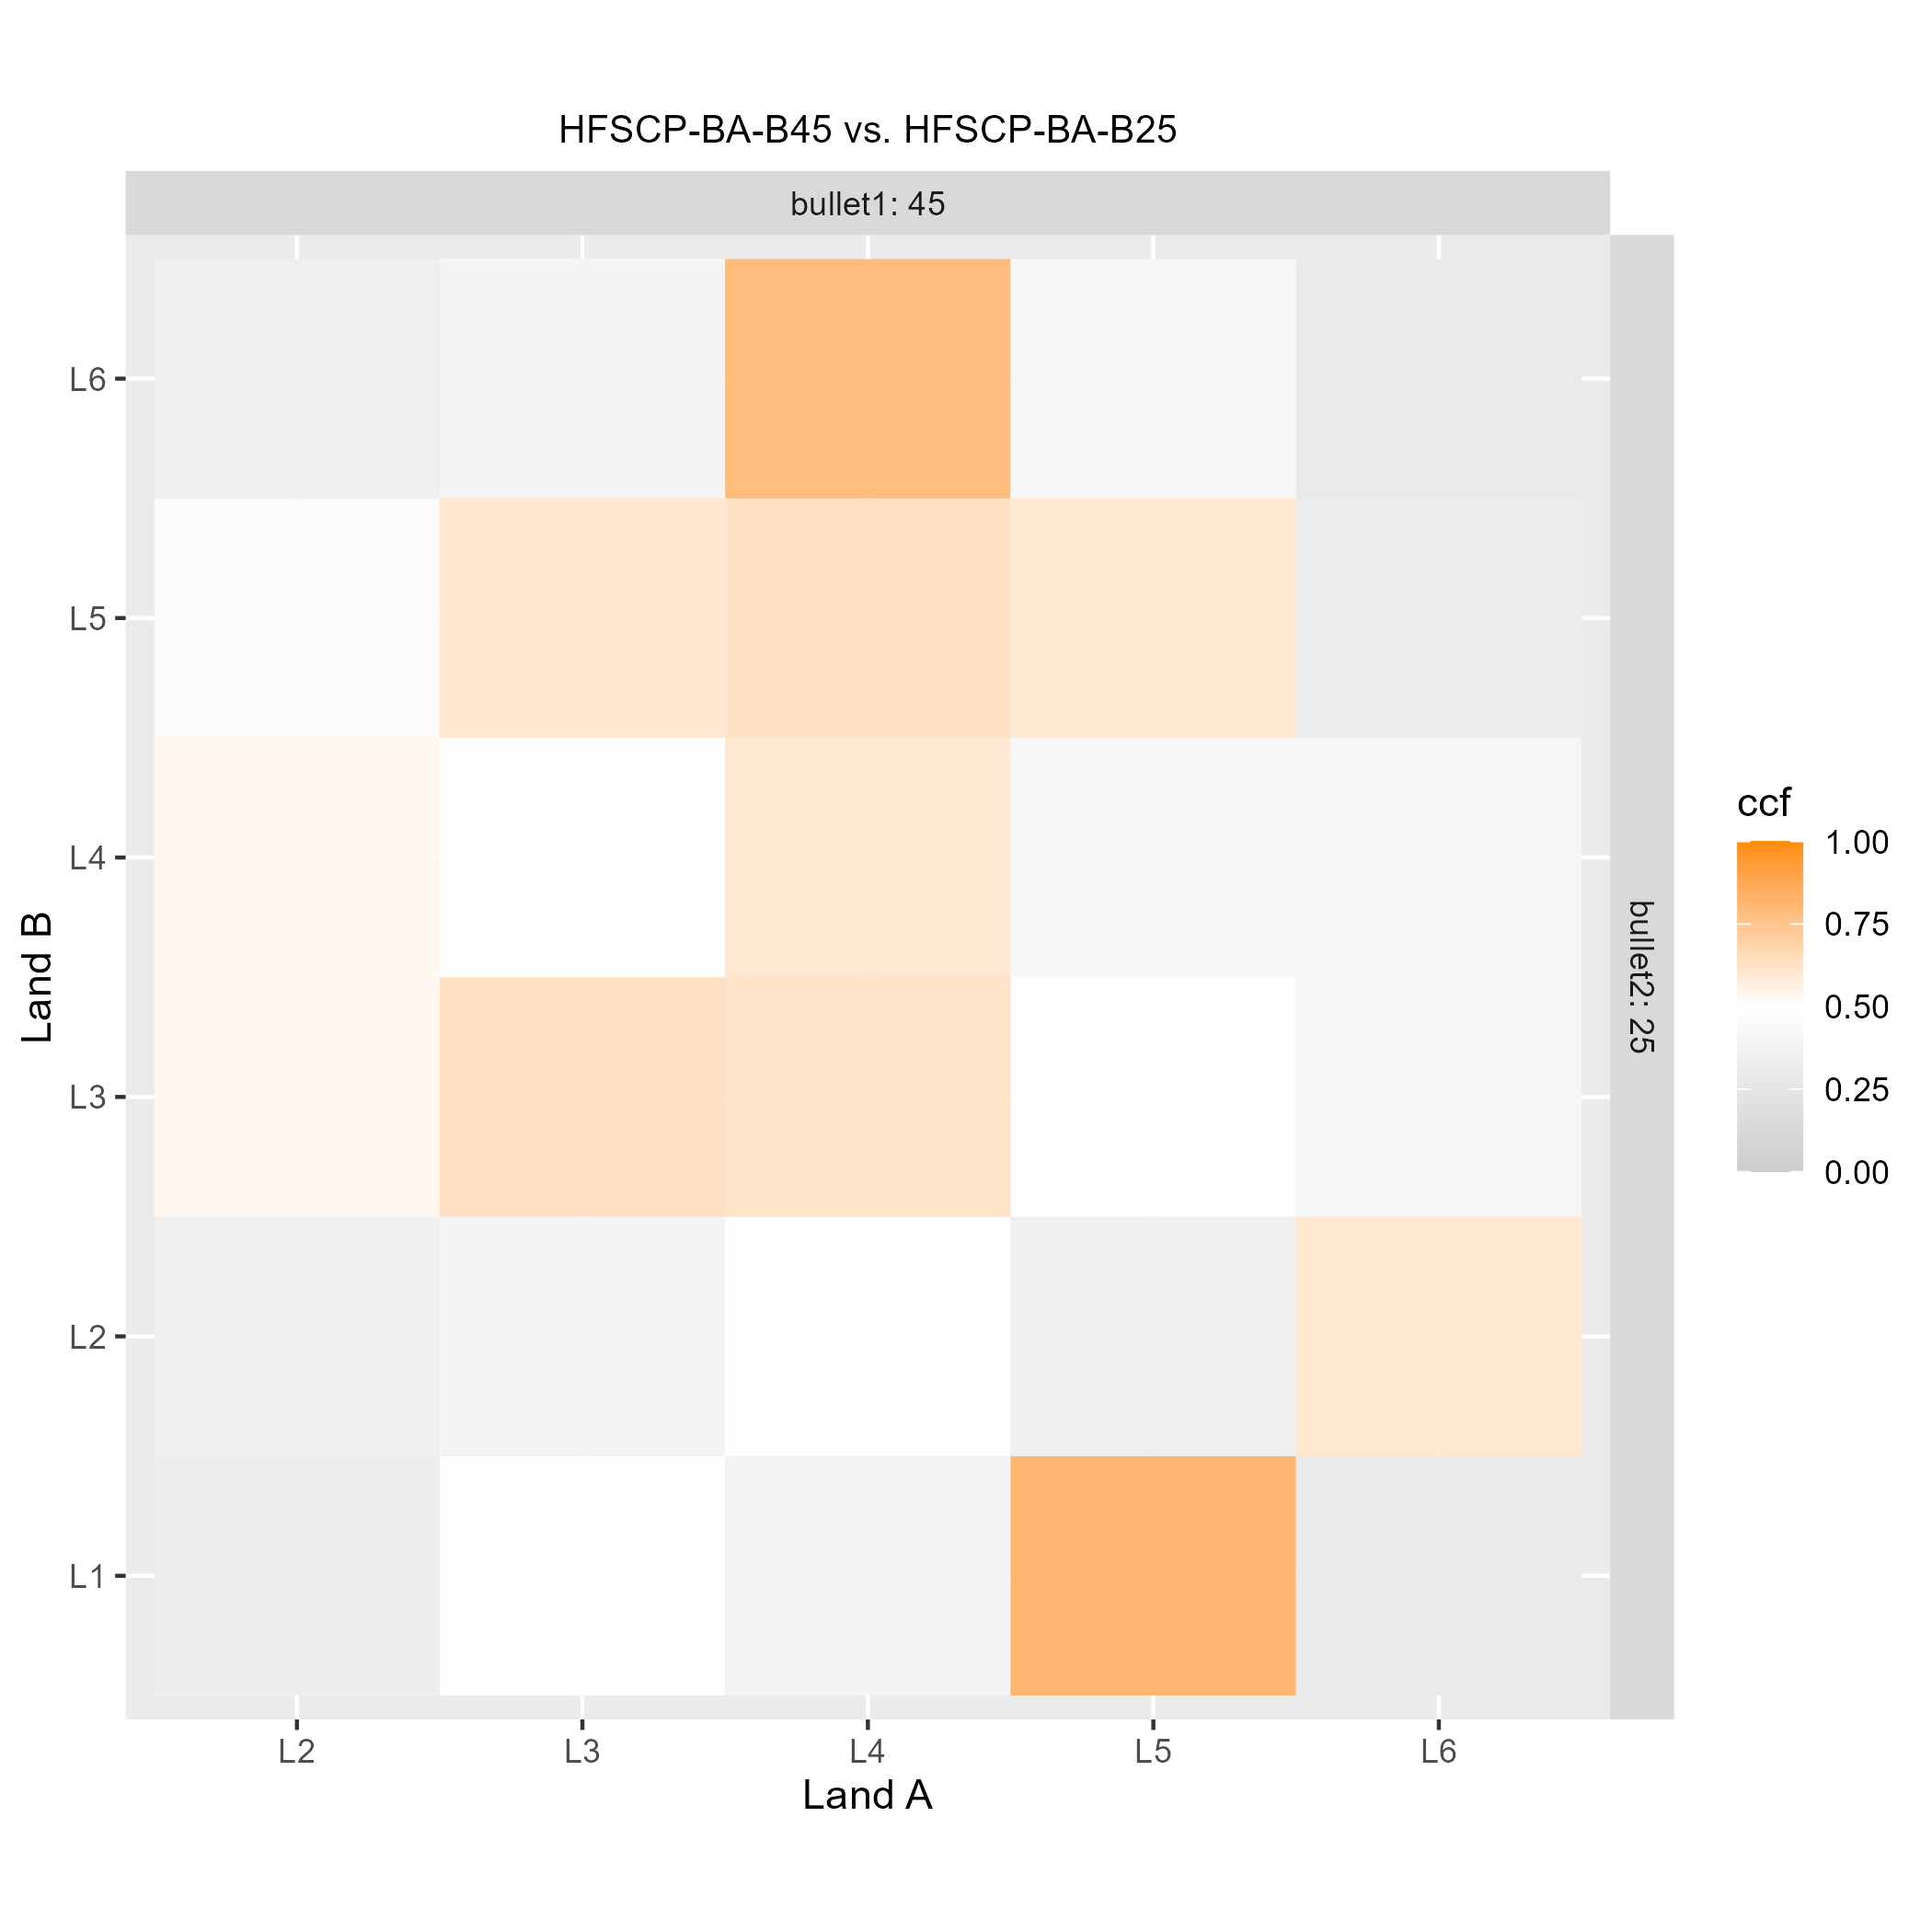 HFSCP-BA-B45 vs. HFSCP-BA-B25
bullet1: 45
L6
L5
L4
L3
L2
L1
Land B
bullet2: 25
L2
L3
L4
L5
L6
Land A
ccf
1.00
0.75
0.50
0.25
0.00